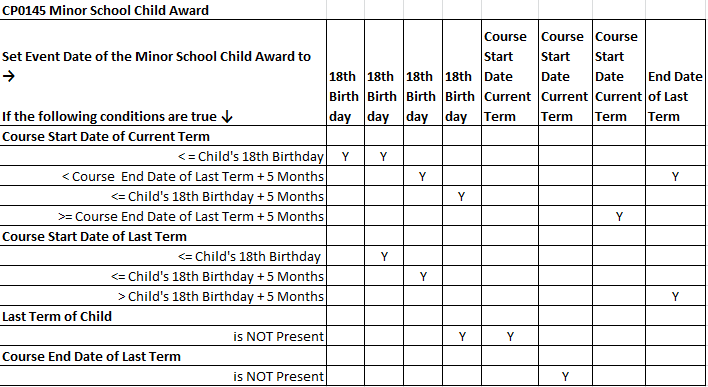 CP0145 Minor School Child Award
Set Event Date of the Minor School Child Award to
→
If the following conditions are true ↓
18th Birth day
18th Birth day
18th Birth day
18th Birth day
Course Start Date Current Term
Course Start Date Current Term
Course Start Date Current Term
End Date of Last Term
Course Start Date of Current Term
<= Child's 18th Birthday Y Y
< Course End Date of Last Term + 5 Months Y Y
<= Child's 18th Birthday + 5 Months Y
>= Course End Date of Last Term + 5 Months Y
Course Start Date of Last Term
<= Child's 18th Birthday Y
<= Child's 18th Birthday + 5 Months Y
> Child's 18th Birthday + 5 Months Y
Last Term of Child
is NOT Present Y Y
Course End Date of Last Term
is NOT Present Y